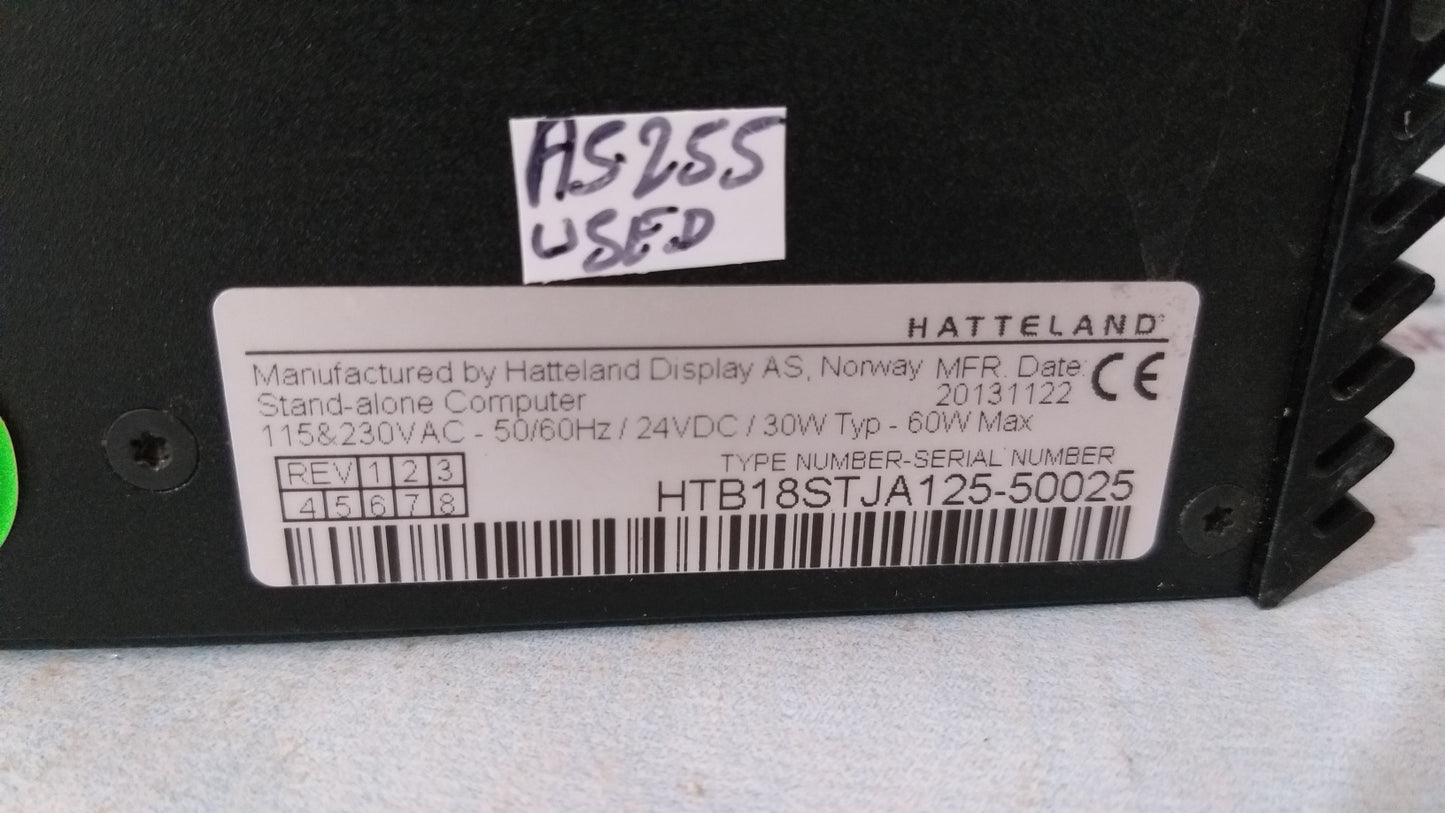 AS255
USED
HATTELAND®
Manufactured by Hatteland Display AS, Norway MFR. Date:
Stand-alone Computer 20131122
CE
115&230VAC - 50/60Hz / 24VDC / 30W Typ - 60W Max
TYPE NUMBER-SERIAL NUMBER
REV 1 2 3
4 5 6 7 8
HTB18STJA125-50025